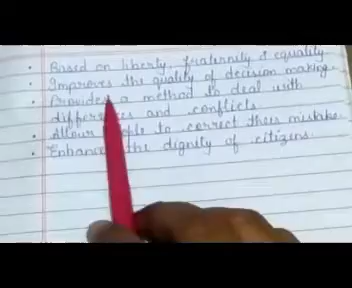 • Based on liberty, fraternity & equality
• Improves the quality of decision making.
• Provides a method to deal with
differences and conflicts
• Allows people to correct their mistake
• Enhances the dignity of citizens.